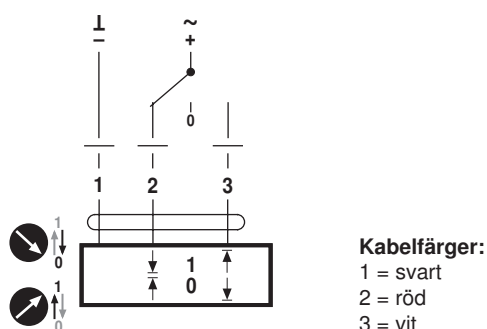 ⊥ ~
− +
0
1 2 3
1
0
1
0
1
0
Kabelfärger:
1 = svart
2 = röd
3 = vit